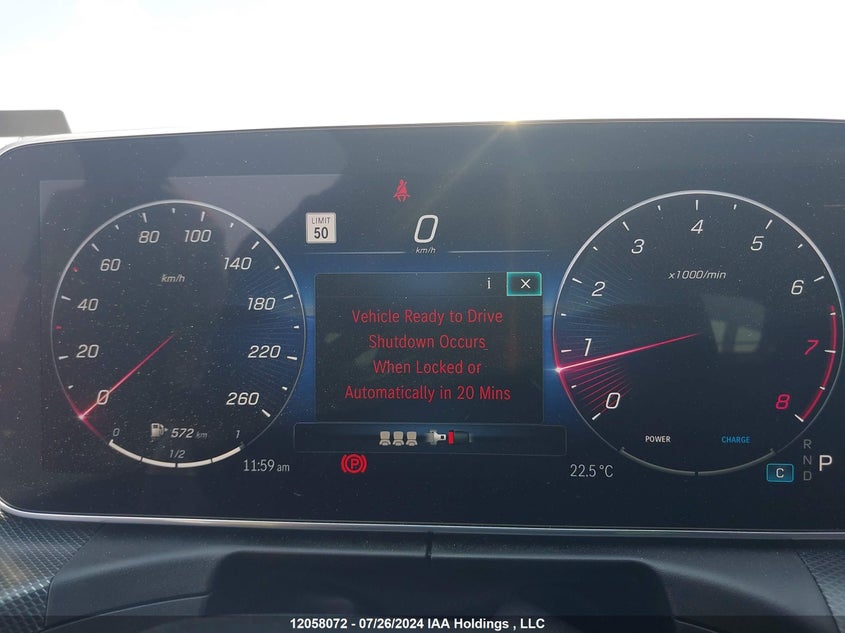 LIMIT
50
0
km/h
km/h
0
20
40
60
80
100
140
180
220
260
i X
Vehicle Ready to Drive
Shutdown Occurs
When Locked or
Automatically in 20 Mins
x1000/min
0
1
2
3
4
5
6
7
8
POWER CHARGE
0 572 km 1
1/2
11:59 am
P
22.5 °C
C
R
N
D
P
12058072 - 07/26/2024 IAA Holdings , LLC